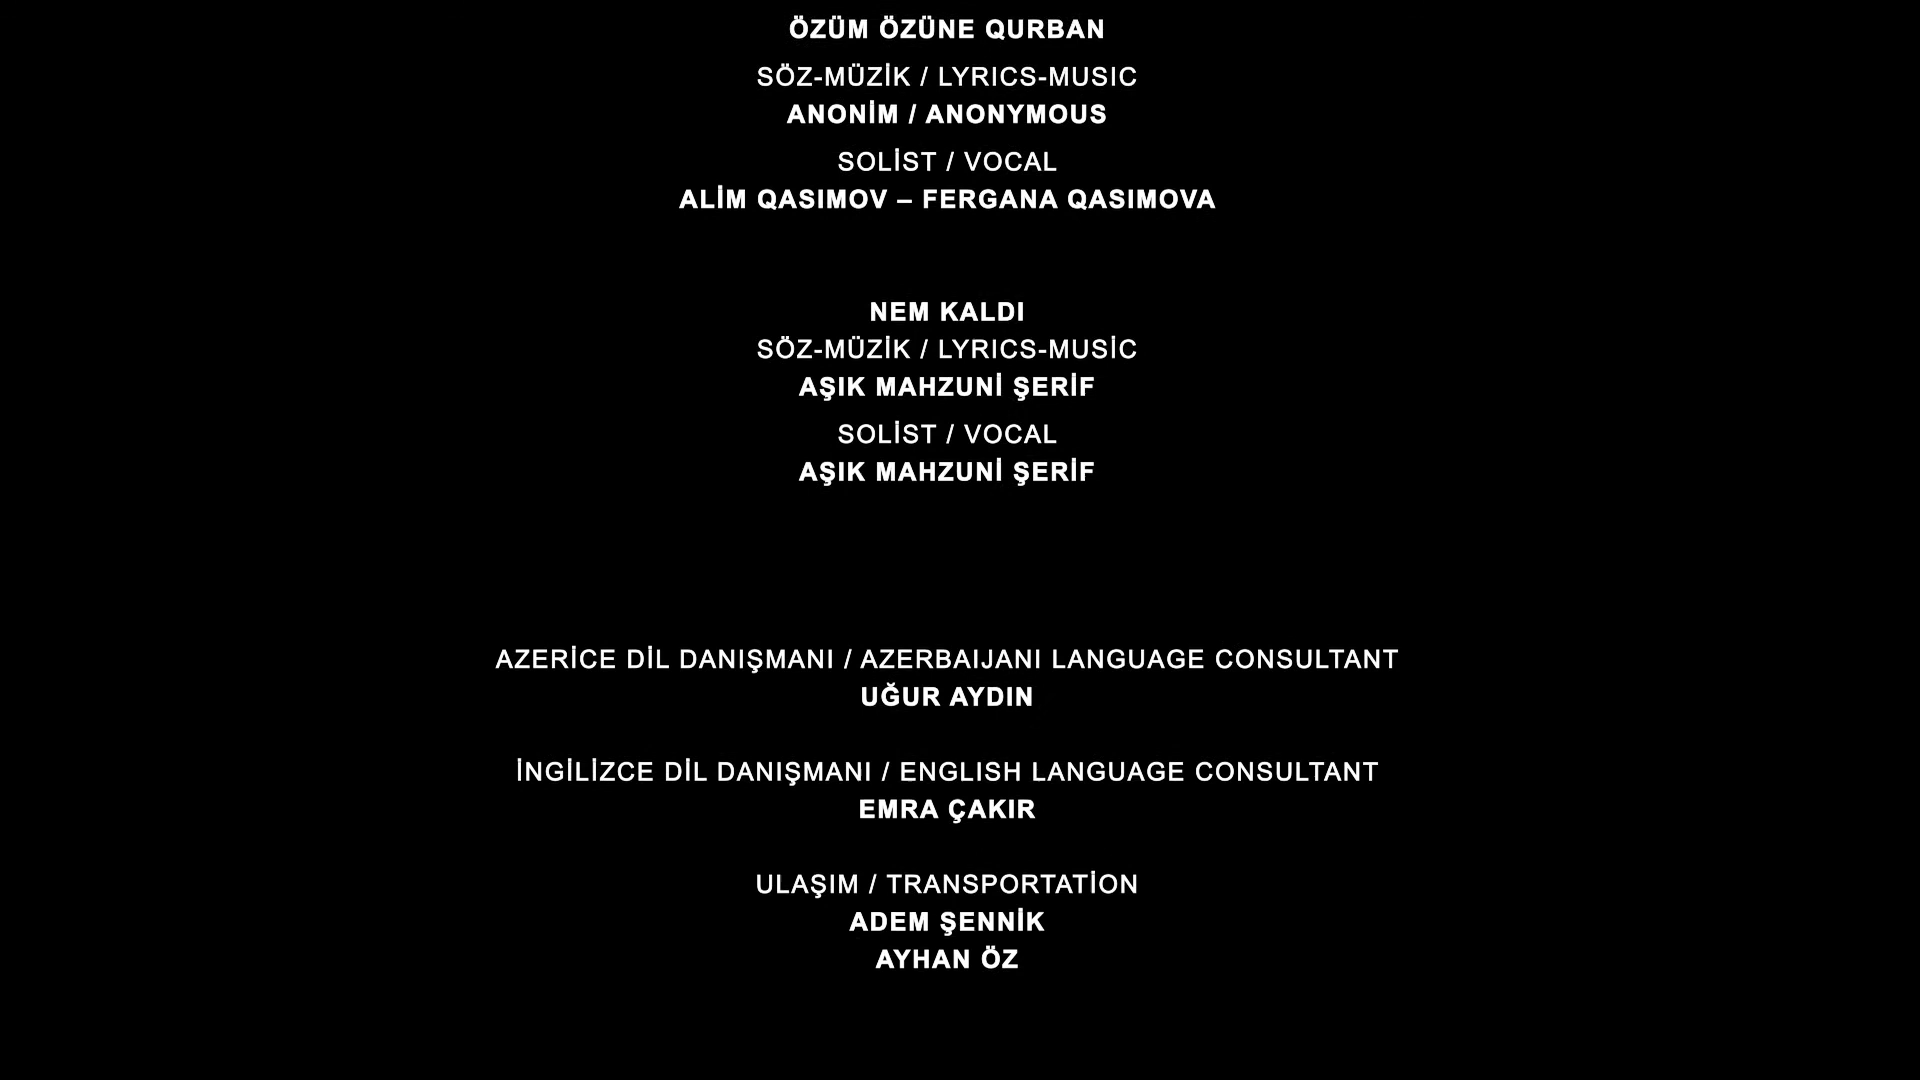 ÖZÜM ÖZÜNE QURBAN
SÖZ-MÜZİK / LYRICS-MUSIC
ANONİM / ANONYMOUS
SOLİST / VOCAL
ALİM QASIMOV – FERGANA QASIMOVA
NEM KALDI
SÖZ-MÜZİK / LYRICS-MUSİC
AŞIK MAHZUNİ ŞERİF
SOLİST / VOCAL
AŞIK MAHZUNİ ŞERİF
AZERİCE DİL DANIŞMANI / AZERBAIJANI LANGUAGE CONSULTANT
UĞUR AYDIN
İNGİLİZCE DİL DANIŞMANI / ENGLISH LANGUAGE CONSULTANT
EMRA ÇAKIR
ULAŞIM / TRANSPORTATİON
ADEM ŞENNİK
AYHAN ÖZ